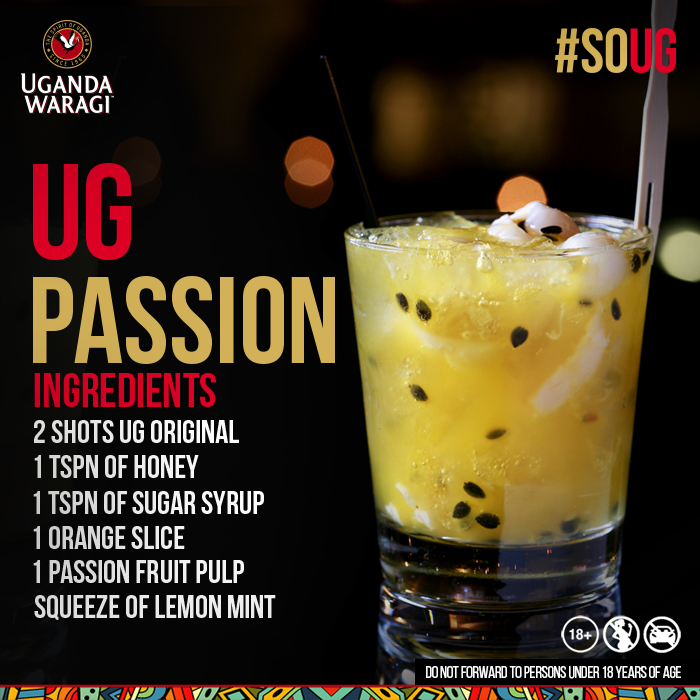 UGANDA
WARAGI
#SOUG
UG
PASSION
INGREDIENTS
2 SHOTS UG ORIGINAL
1 TSPN OF HONEY
1 TSPN OF SUGAR SYRUP
1 ORANGE SLICE
1 PASSION FRUIT PULP
SQUEEZE OF LEMON MINT
18+
DO NOT FORWARD TO PERSONS UNDER 18 YEARS OF AGE